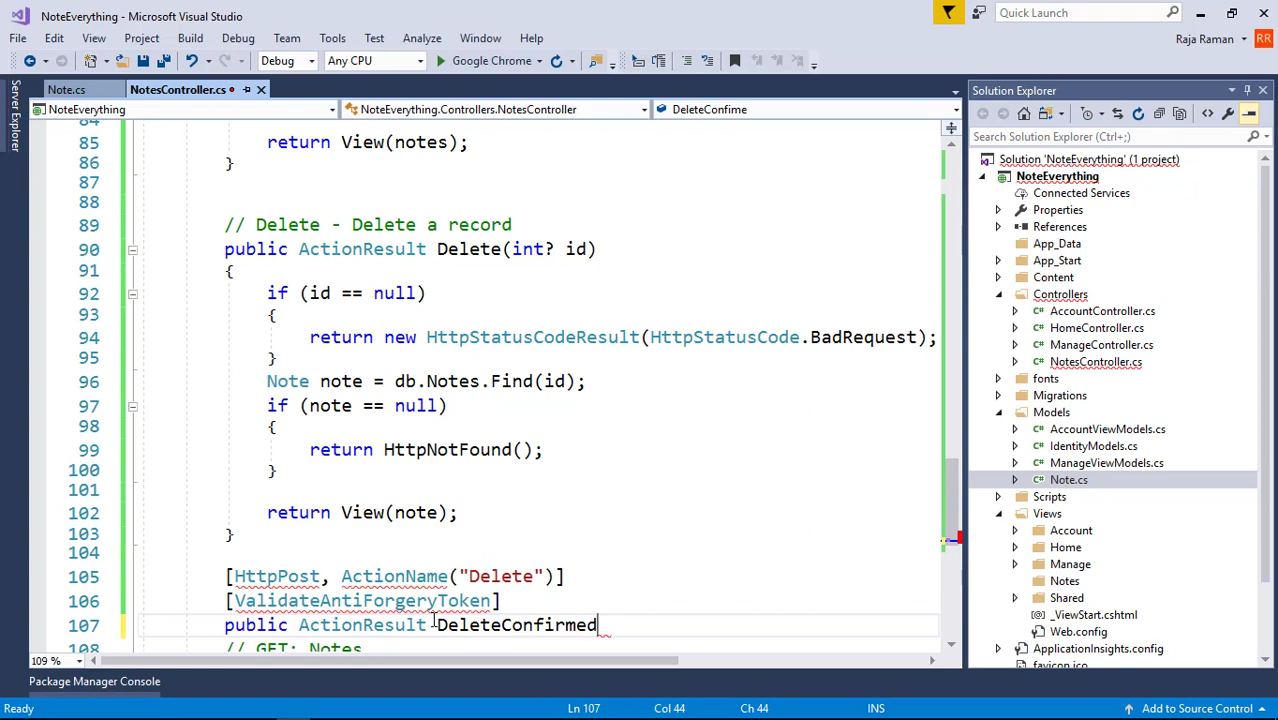 NoteEverything - Microsoft Visual Studio
Quick Launch
File Edit View Project Build Debug Team Tools Test Analyze Window Help
Raja Raman RR
Debug Any CPU Google Chrome
Server Explorer
Note.cs NotesController.cs
NoteEverything NoteEverything.Controllers.NotesController DeleteConfime
84
85 return View(notes);
86 }
87
88
89 // Delete - Delete a record
90 public ActionResult Delete(int? id)
91 {
92 if (id == null)
93 {
94 return new HttpStatusCodeResult(HttpStatusCode.BadRequest);
95 }
96 Note note = db.Notes.Find(id);
97 if (note == null)
98 {
99 return HttpNotFound();
100 }
101
102 return View(note);
103 }
104
105 [HttpPost, ActionName("Delete")]
106 [ValidateAntiForgeryToken]
107 public ActionResult DeleteConfirmed
108 // GET: Notes
109 %
Solution Explorer
Search Solution Explorer (Ctrl+;)
Solution 'NoteEverything' (1 project)
NoteEverything
Connected Services
Properties
References
App_Data
App_Start
Content
Controllers
AccountController.cs
HomeController.cs
ManageController.cs
NotesController.cs
fonts
Migrations
Models
AccountViewModels.cs
IdentityModels.cs
ManageViewModels.cs
Note.cs
Scripts
Views
Account
Home
Manage
Notes
Shared
_ViewStart.cshtml
Web.config
ApplicationInsights.config
favicon.ico
Package Manager Console
Ready Ln 107 Col 44 Ch 44 INS Add to Source Control